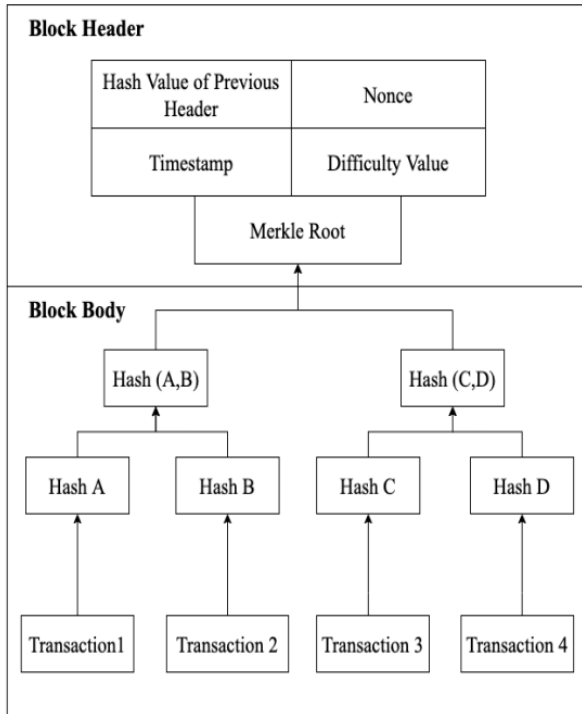 Block Header
Hash Value of Previous
Header
Nonce
Timestamp
Difficulty Value
Merkle Root
Block Body
Hash (A,B)
Hash (C,D)
Hash A
Hash B
Hash C
Hash D
Transaction1
Transaction 2
Transaction 3
Transaction 4